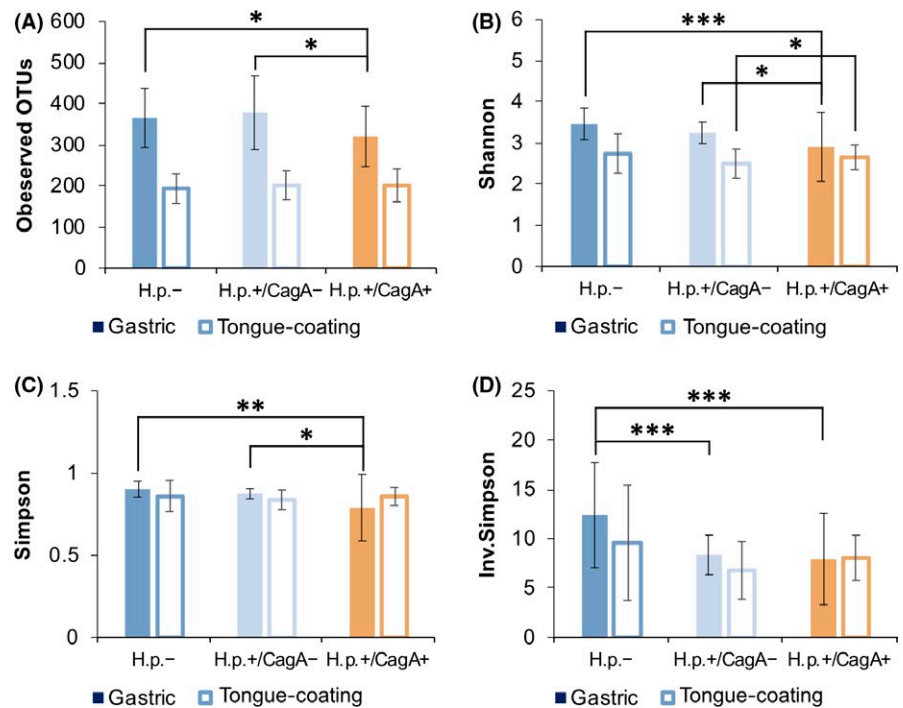 (A)
600
500
400
300
200
100
0
Obeserved OTUs
*
*
H.p.− H.p.+/CagA− H.p.+/CagA+
Gastric Tongue-coating
(B)
6
5
4
3
2
1
0
Shannon
***
*
*
H.p.− H.p.+/CagA− H.p.+/CagA+
Gastric Tongue-coating
(C)
1.5
1
0.5
0
Simpson
**
*
H.p.− H.p.+/CagA− H.p.+/CagA+
Gastric Tongue-coating
(D)
25
20
15
10
5
0
Inv.Simpson
***
***
H.p.− H.p.+/CagA− H.p.+/CagA+
Gastric Tongue-coating